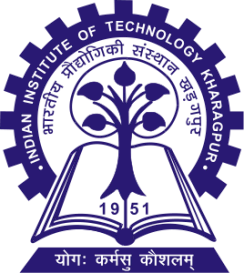 • INDIAN INSTITUTE OF TECHNOLOGY KHARAGPUR •
भारतीय प्रौद्योगिकी संस्थान खड़गपुर
1951
योगः कर्मसु कौशलम्